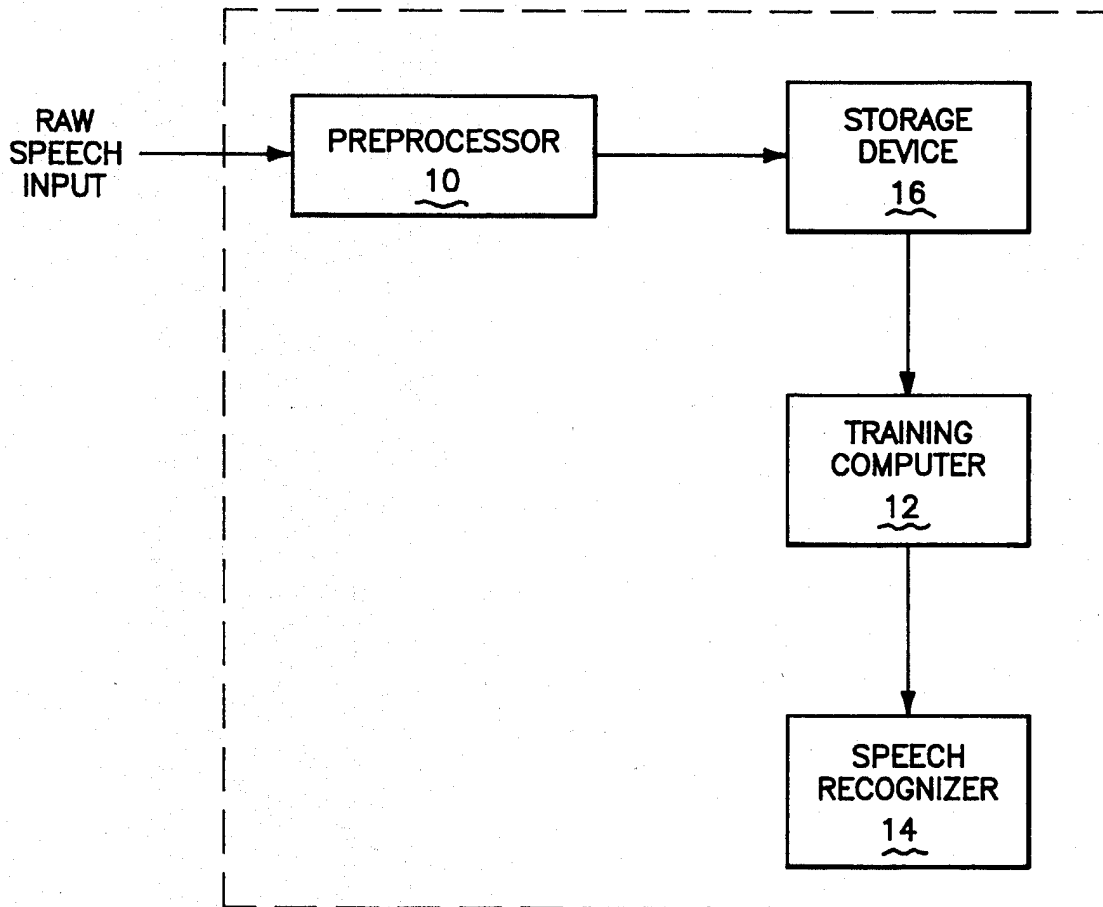 RAW
SPEECH
INPUT
PREPROCESSOR
10
STORAGE
DEVICE
16
TRAINING
COMPUTER
12
SPEECH
RECOGNIZER
14